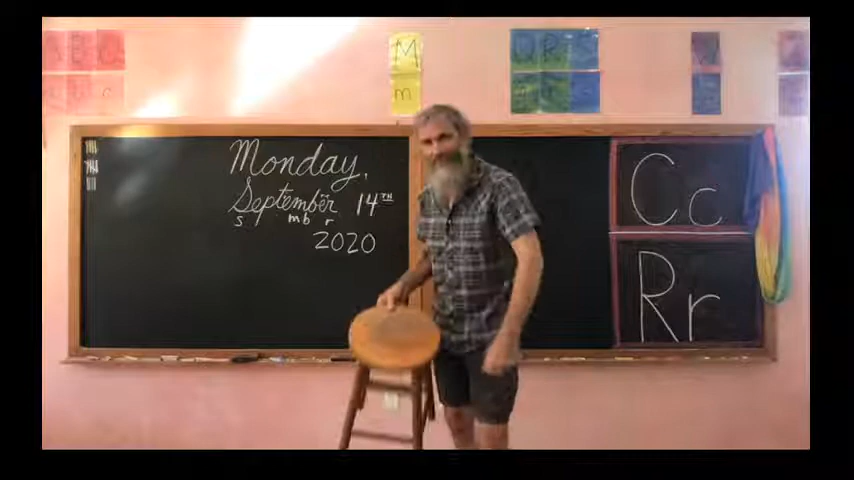 A B C
M
Q R S
a b c
m
q r s
Monday,
September 14TH
s mb r
2020
Cc
Rr